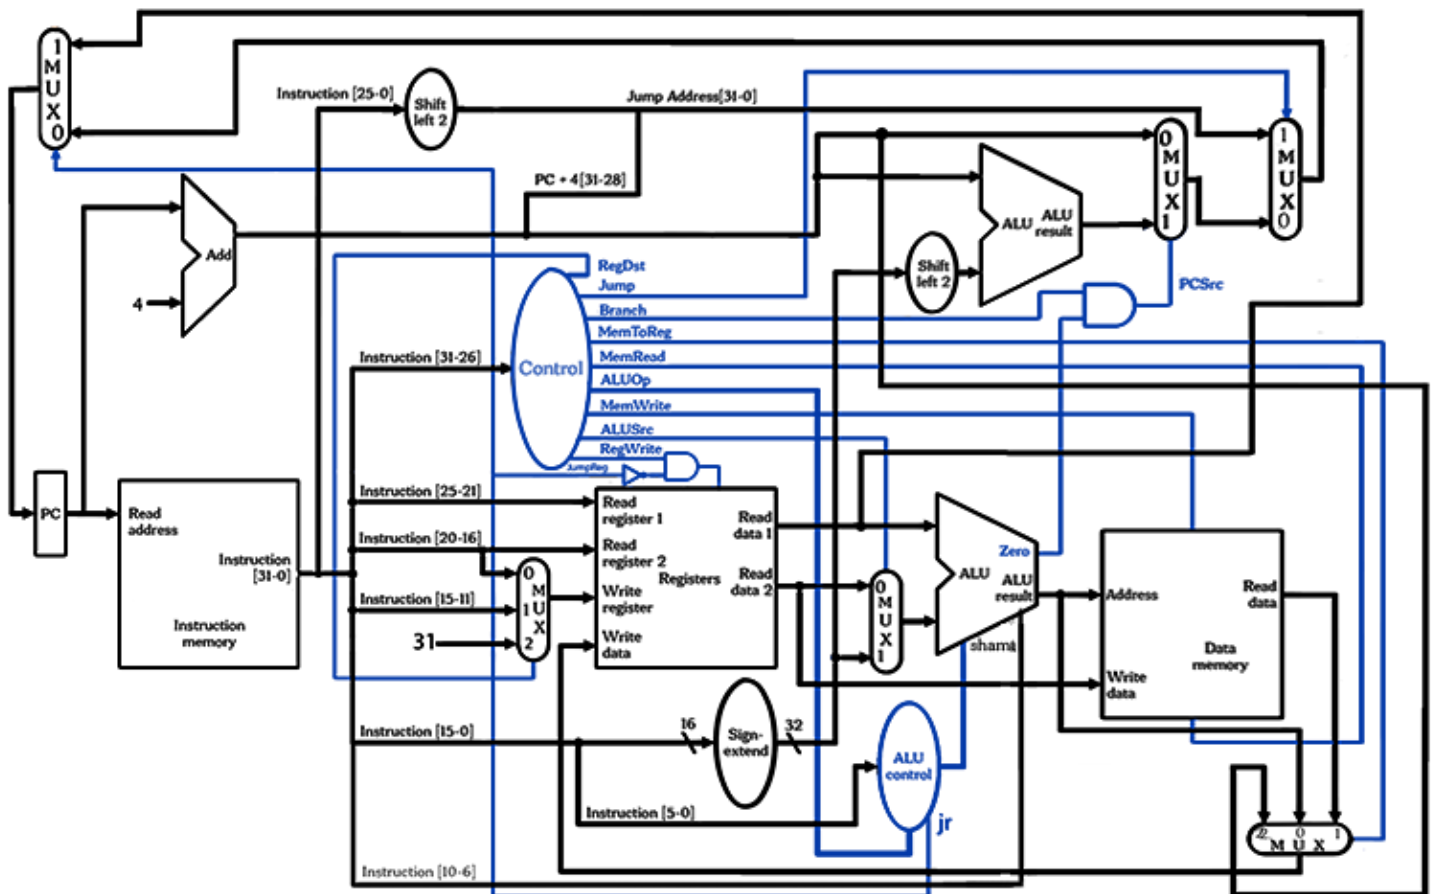 1
M
U
X
0
Instruction [25-0]
Shift
left 2
Jump Address[31-0]
PC + 4[31-28]
Add
4
ALU
ALU
result
Shift
left 2
0
M
U
X
1
1
M
U
X
0
PCSrc
RegDst
Jump
Branch
MemToReg
MemRead
ALUOp
MemWrite
ALUSrc
RegWrite
JumpReg
Control
Instruction [31-26]
PC
Read
address
Instruction
[31-0]
Instruction
memory
Instruction [25-21]
Instruction [20-16]
Instruction [15-11]
31
0
1
2
M
U
X
Read
register 1
Read
register 2
Write
register
Write
data
Registers
Read
data 1
Read
data 2
0
M
U
X
1
Zero
ALU
ALU
result
shamt
Address
Write
data
Read
data
Data
memory
Instruction [15-0]
16
Sign-
extend
32
ALU
control
Instruction [5-0]
jr
Instruction [10-6]
2 0 1
M U X